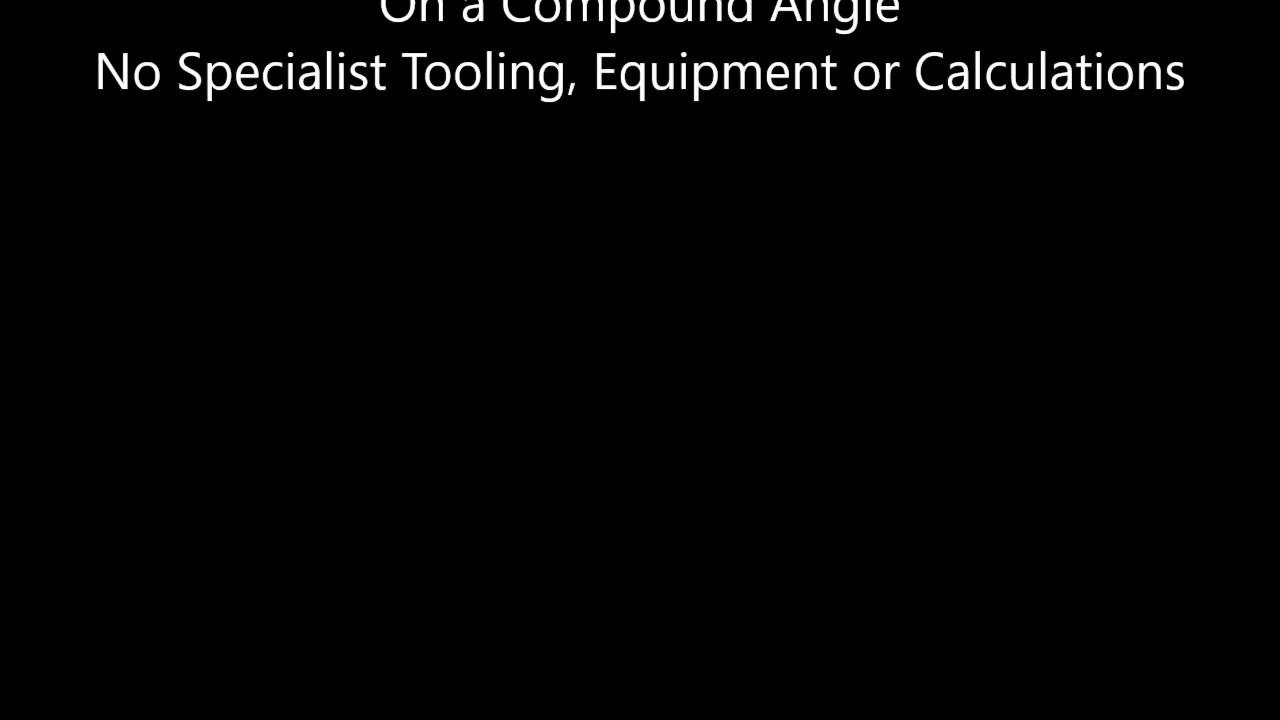 On a Compound Angle
No Specialist Tooling, Equipment or Calculations